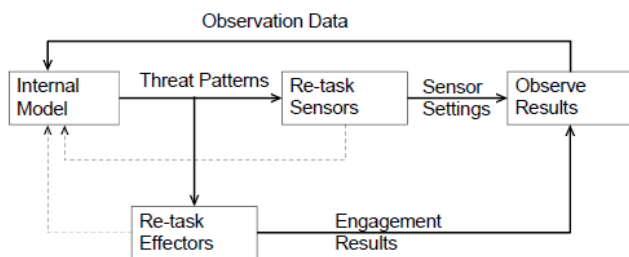 Observation Data
Internal
Model
Threat Patterns
Re-task
Sensors
Sensor
Settings
Observe
Results
Re-task
Effectors
Engagement
Results